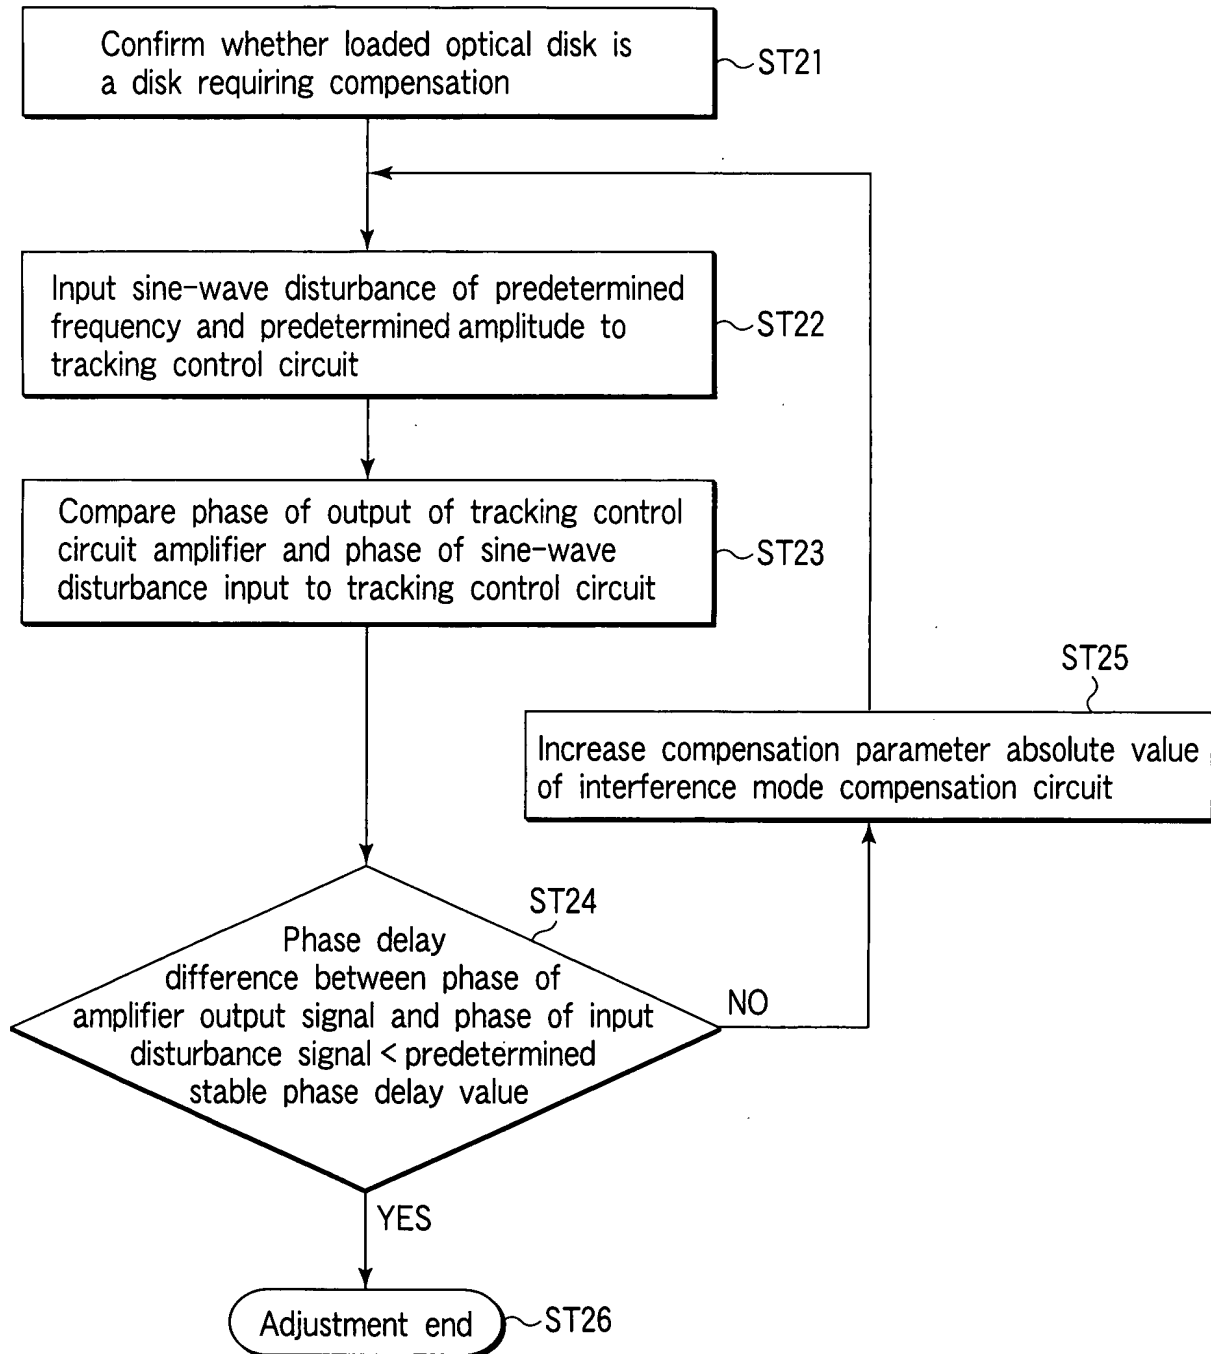 Confirm whether loaded optical disk is
a disk requiring compensation
ST21
Input sine-wave disturbance of predetermined
frequency and predetermined amplitude to
tracking control circuit
ST22
Compare phase of output of tracking control
circuit amplifier and phase of sine-wave
disturbance input to tracking control circuit
ST23
ST25
Increase compensation parameter absolute value
of interference mode compensation circuit
ST24
Phase delay
difference between phase of
amplifier output signal and phase of input
disturbance signal < predetermined
stable phase delay value
NO
YES
Adjustment end
ST26